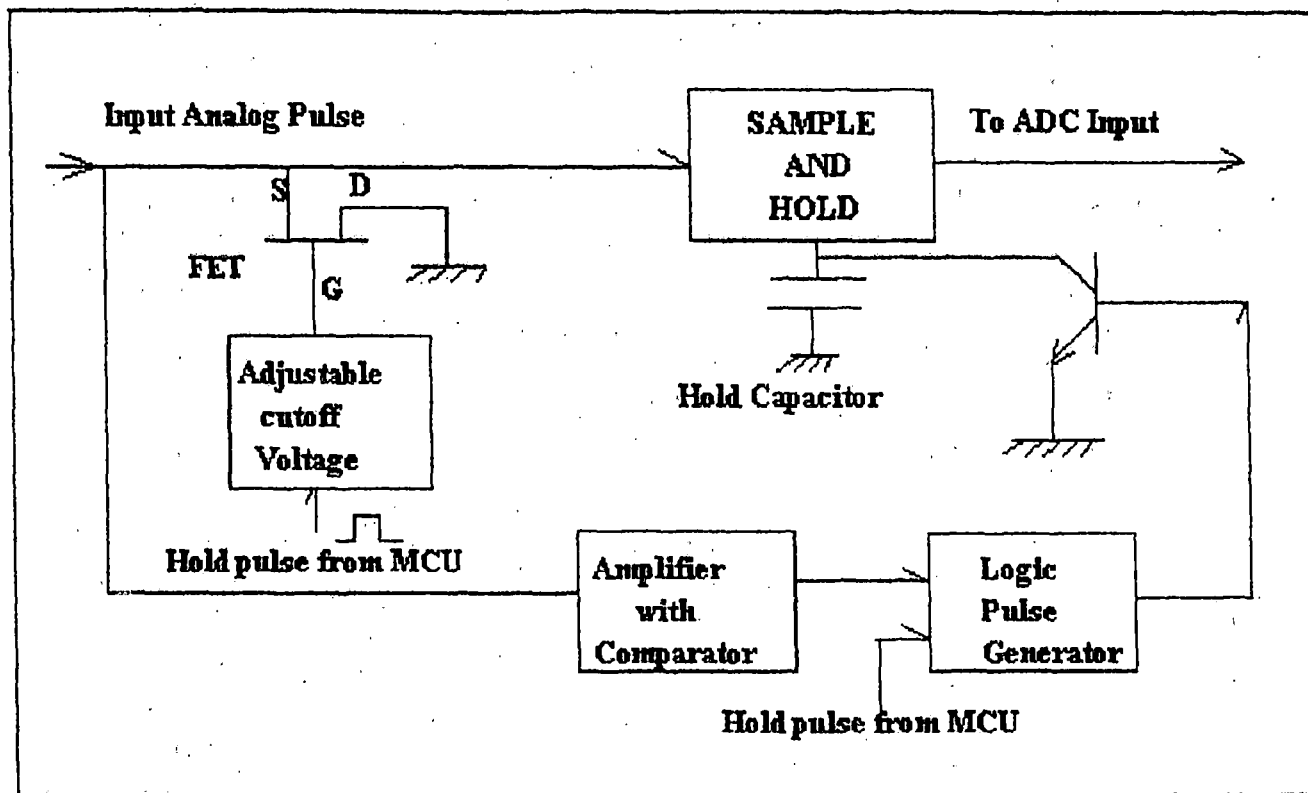 Input Analog Pulse
SAMPLE
AND
HOLD
To ADC Input
S
D
FET
G
Adjustable
cutoff
Voltage
Hold Capacitor
Hold pulse from MCU
Amplifier
with
Comparator
Logic
Pulse
Generator
Hold pulse from MCU